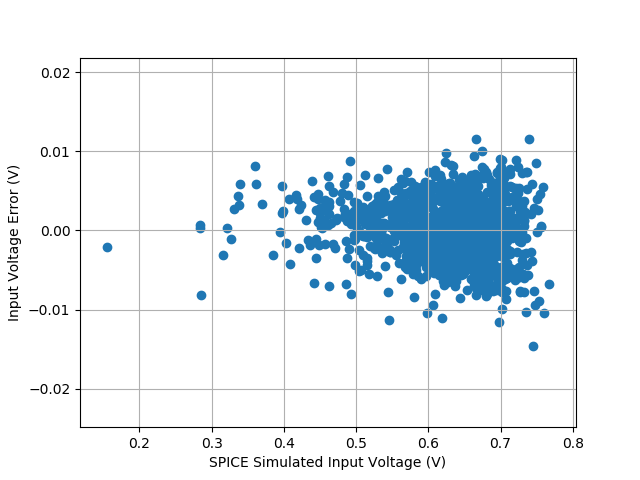 0.02
0.01
0.00
−0.01
−0.02
Input Voltage Error (V)
0.2 0.3 0.4 0.5 0.6 0.7 0.8
SPICE Simulated Input Voltage (V)